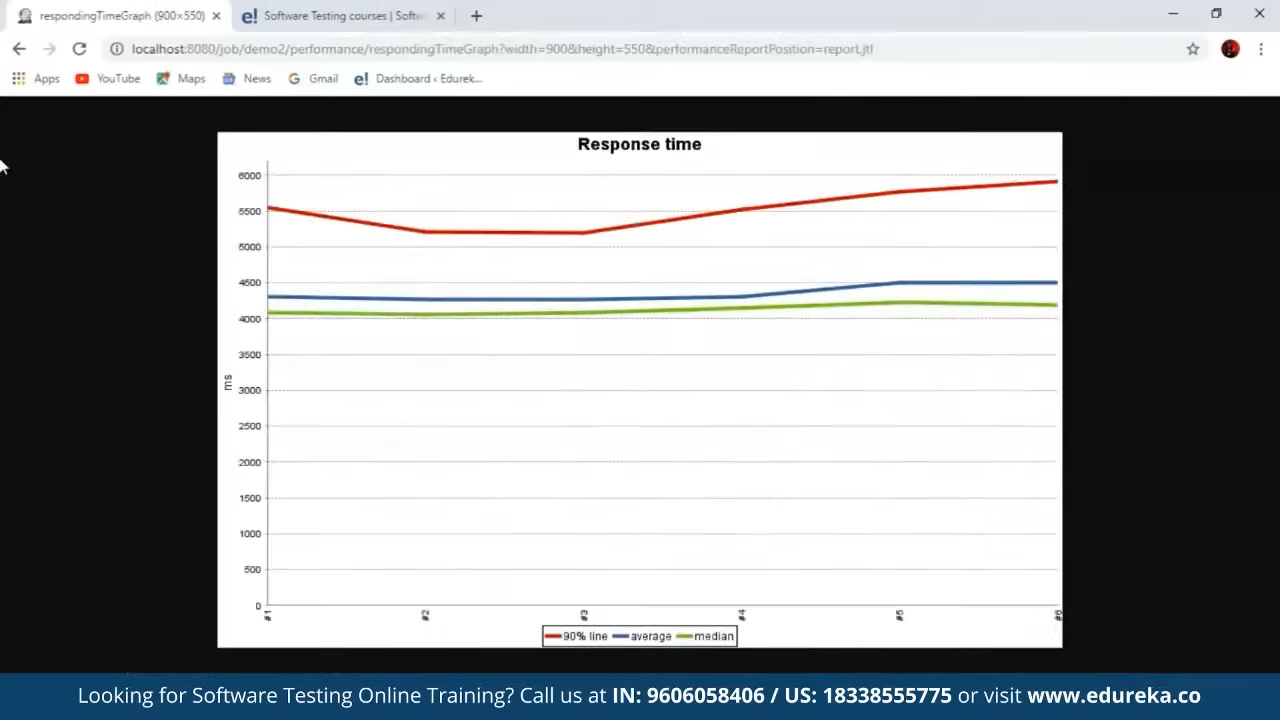 respondingTimeGraph (900×550)
Software Testing courses | Softw
localhost:8080/job/demo2/performance/respondingTimeGraph?width=900&height=550&performanceReportPosition=report.jtl
Apps YouTube Maps News Gmail e! Dashboard ‹ Edurek...
Response time
6000
5500
5000
4500
4000
3500
ms
3000
2500
2000
1500
1000
500
0
#1 #2 #3 #4 #5 #6
90% line average median
Looking for Software Testing Online Training? Call us at IN: 9606058406 / US: 18338555775 or visit www.edureka.co